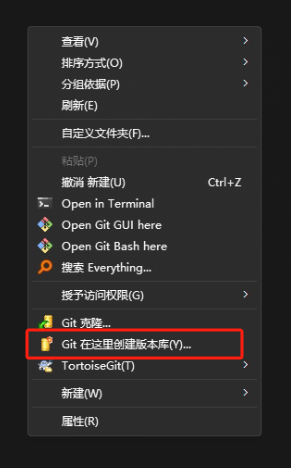 查看(V)
排序方式(O)
分组依据(P)
刷新(E)
自定义文件夹(F)...
粘贴(P)
撤消 新建(U) Ctrl+Z
Open in Terminal
Open Git GUI here
Open Git Bash here
搜索 Everything...
授予访问权限(G)
Git 克隆...
Git 在这里创建版本库(Y)...
TortoiseGit(T)
新建(W)
属性(R)